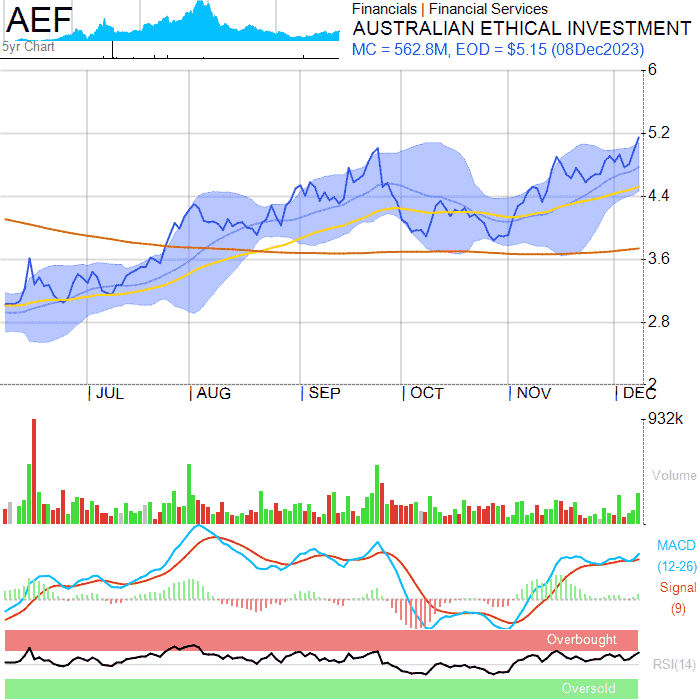 AEF
5yr Chart
Financials | Financial Services
AUSTRALIAN ETHICAL INVESTMENT
MC = 562.8M, EOD = $5.15 (08Dec2023)
6
5.2
4.4
3.6
2.8
2
JUL AUG SEP OCT NOV DEC
932k
Volume
MACD
(12-26)
Signal
(9)
Overbought
RSI(14)
Oversold